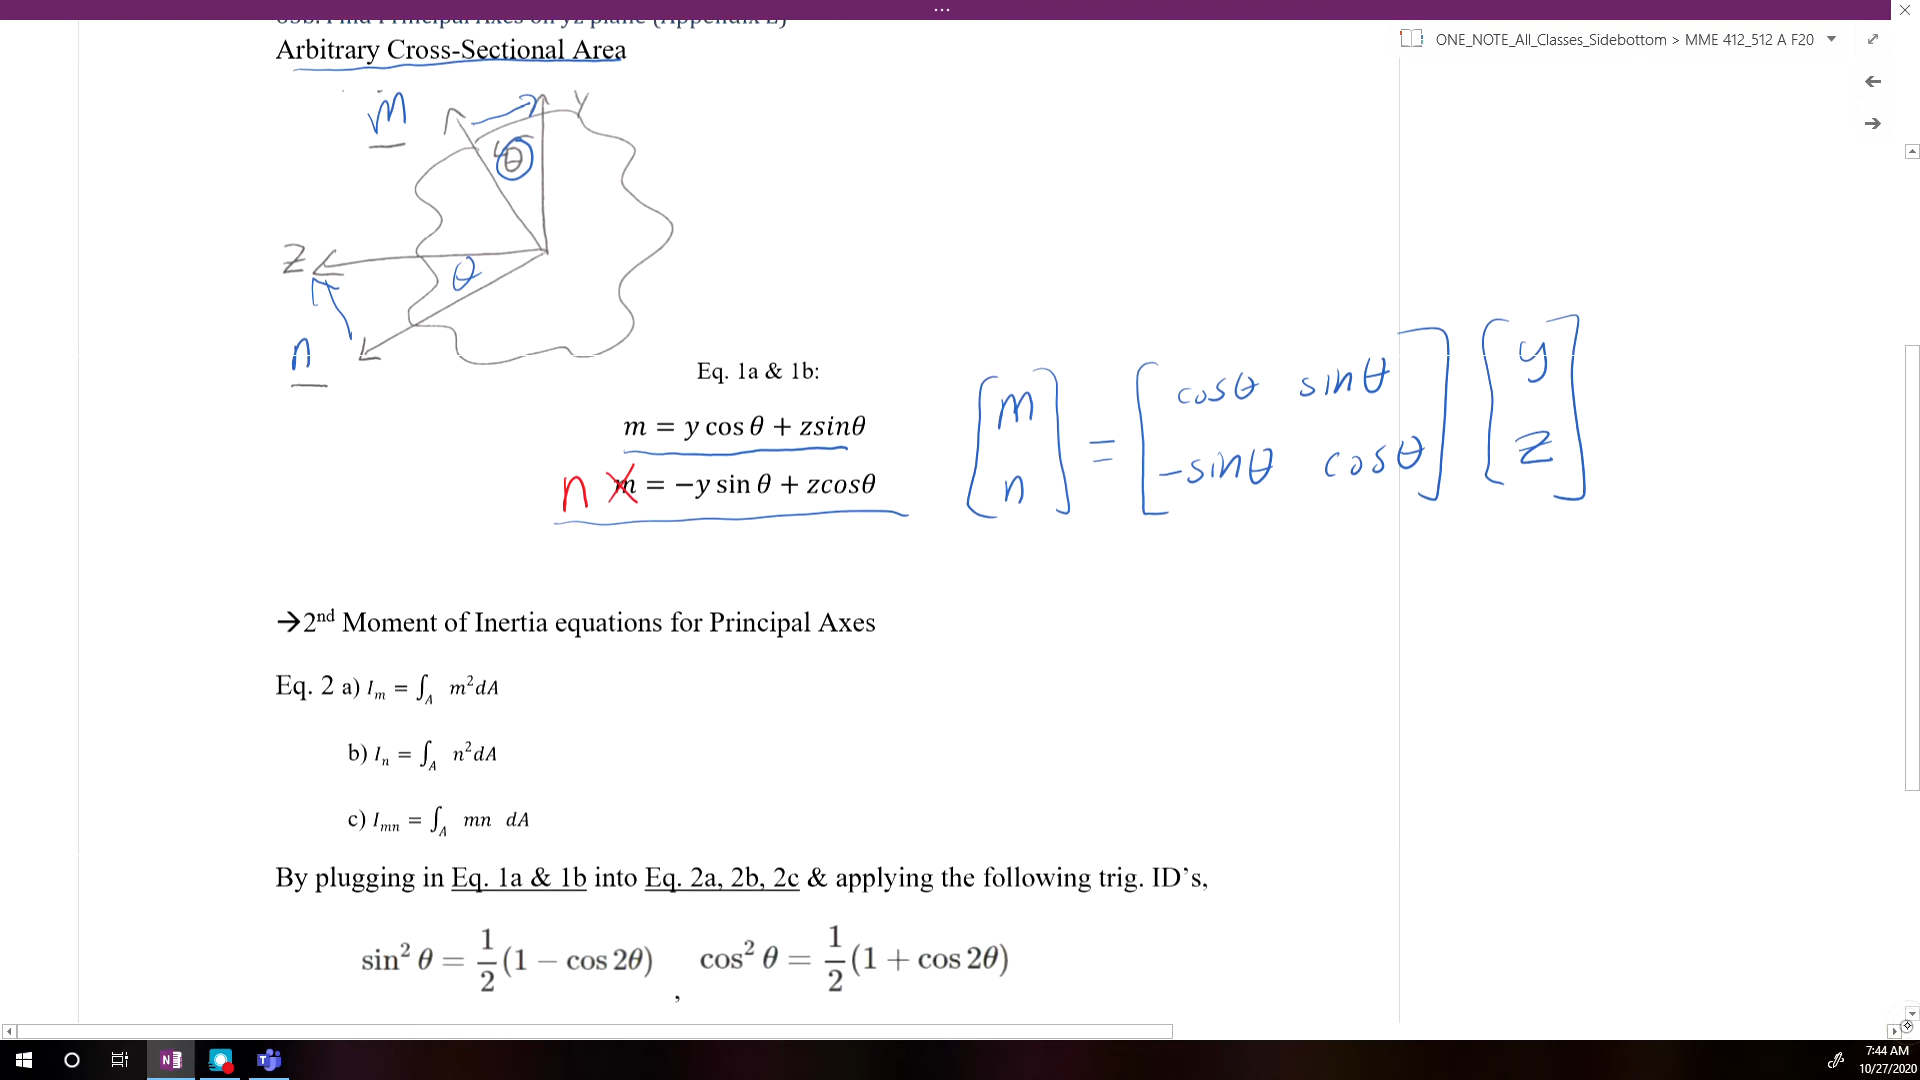 ONE_NOTE_All_Classes_Sidebottom > MME 412_512 A F20
Arbitrary Cross-Sectional Area
m
y
θ
z
θ
n
Eq. 1a & 1b:
m = y cos θ + zsinθ
n m = −y sin θ + zcosθ
[m n] = [cosθ sinθ -sinθ cosθ] [y z]
→2nd Moment of Inertia equations for Principal Axes
Eq. 2 a) I_m = ∫_A m²dA
b) I_n = ∫_A n²dA
c) I_mn = ∫_A mn dA
By plugging in Eq. 1a & 1b into Eq. 2a, 2b, 2c & applying the following trig. ID’s,
sin² θ = 1/2 (1 − cos 2θ) , cos² θ = 1/2 (1 + cos 2θ)
7:44 AM
10/27/2020